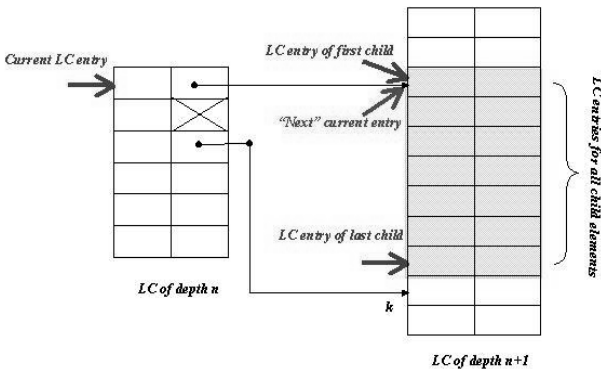 LC entry of first child
Current LC entry
"Next" current entry
LC entries for all child elements
LC entry of last child
LC of depth n
k
LC of depth n+1